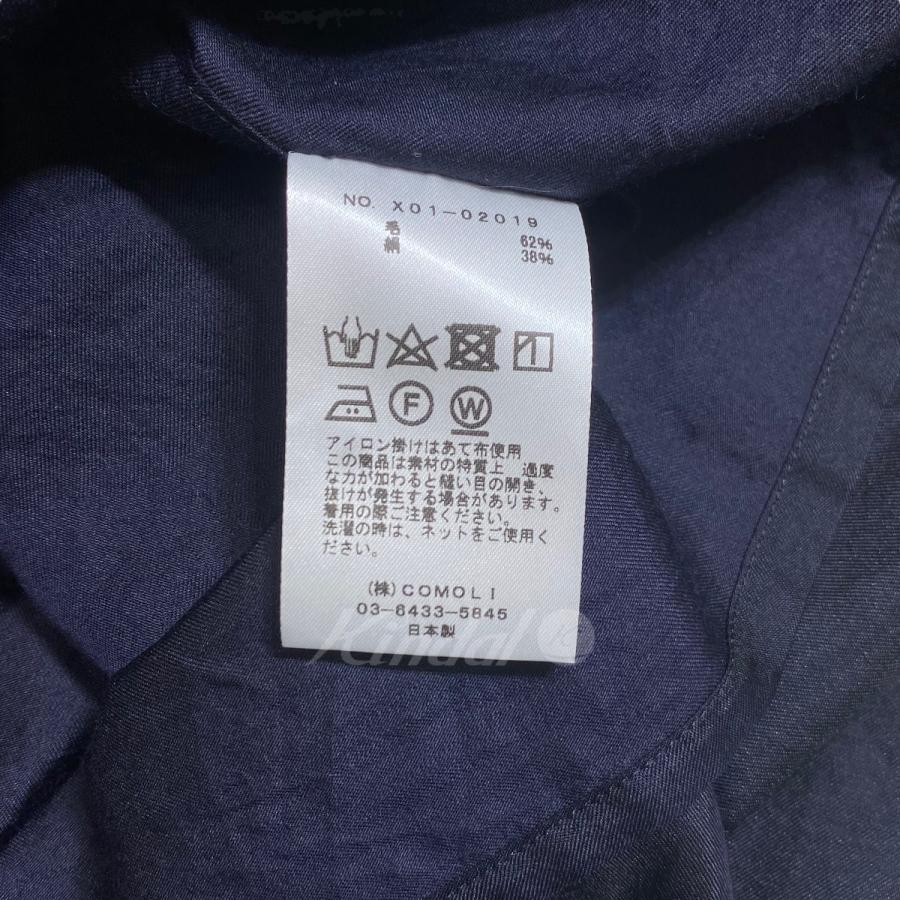 NO. X01-02019
毛 62%
絹 38%
F W
アイロン掛けはあて布使用
この商品は素材の特質上 過度
な力が加わると縫い目の開き、
抜けが発生する場合があります。
着用の際ご注意ください。
洗濯の時は、ネットをご使用く
ださい。
(株)COMOLI
03-6433-5845
日本製
Kindal